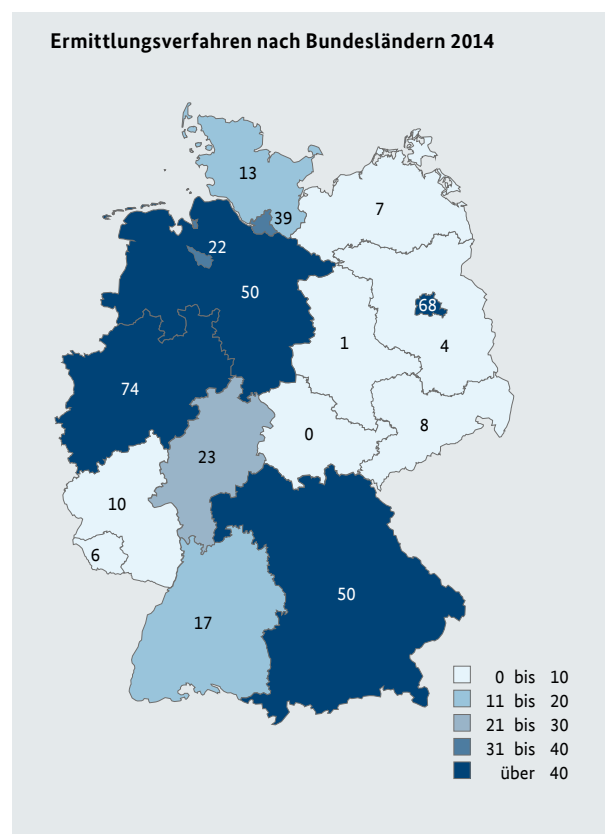 Ermittlungsverfahren nach Bundesländern 2014
13
7
39
22
50
68
1
4
74
8
0
23
10
6
50
17
0 bis 10
11 bis 20
21 bis 30
31 bis 40
über 40